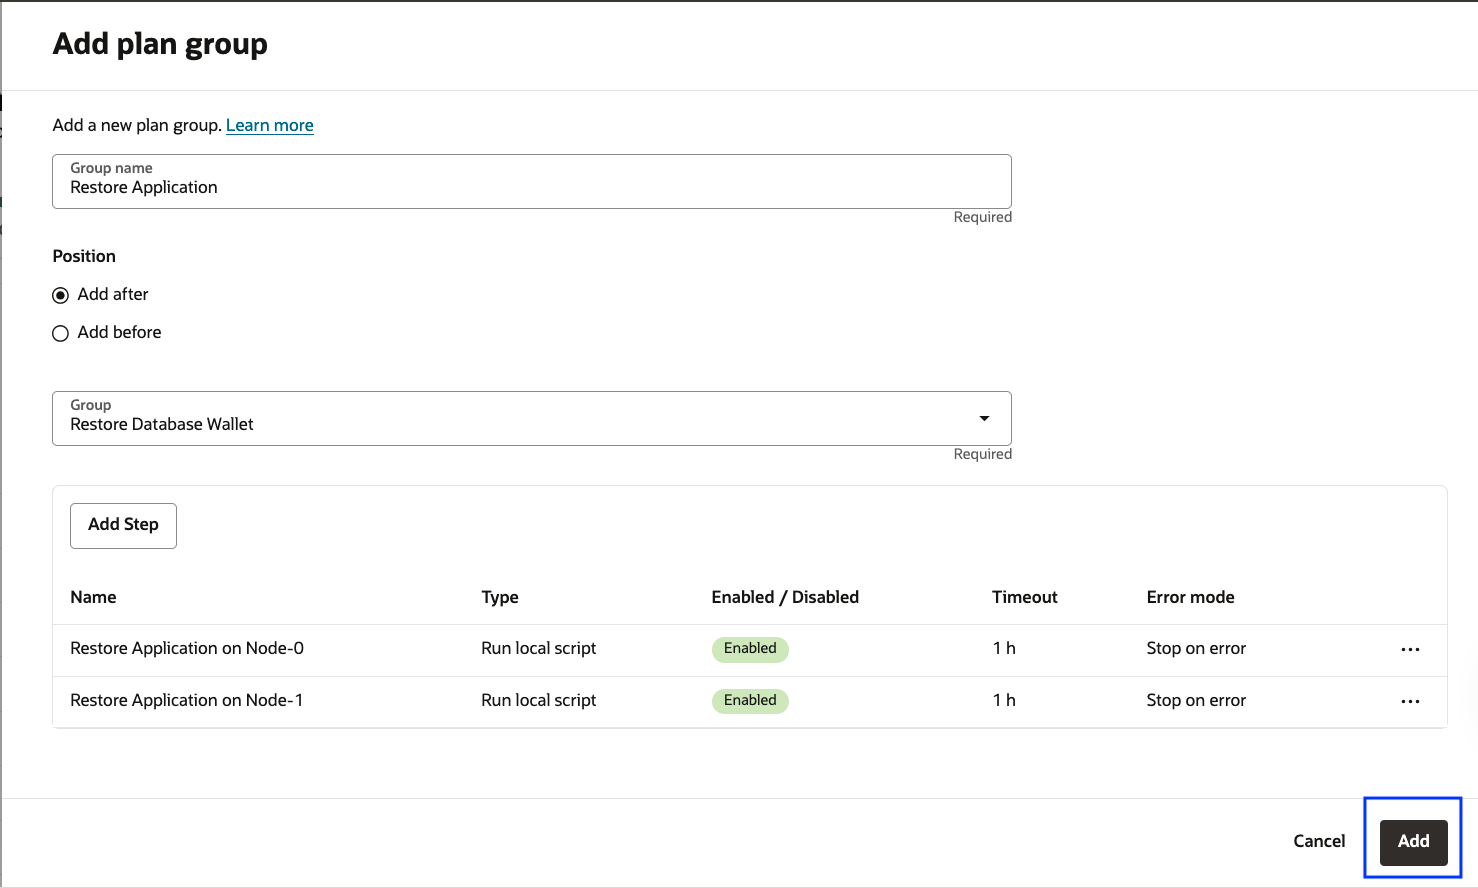 Add plan group
Add a new plan group. Learn more
Group name
Restore Application
Required
Position
Add after
Add before
Group
Restore Database Wallet
Required
Add Step
Name Type Enabled / Disabled Timeout Error mode
Restore Application on Node-0 Run local script Enabled 1 h Stop on error ...
Restore Application on Node-1 Run local script Enabled 1 h Stop on error ...
Cancel Add